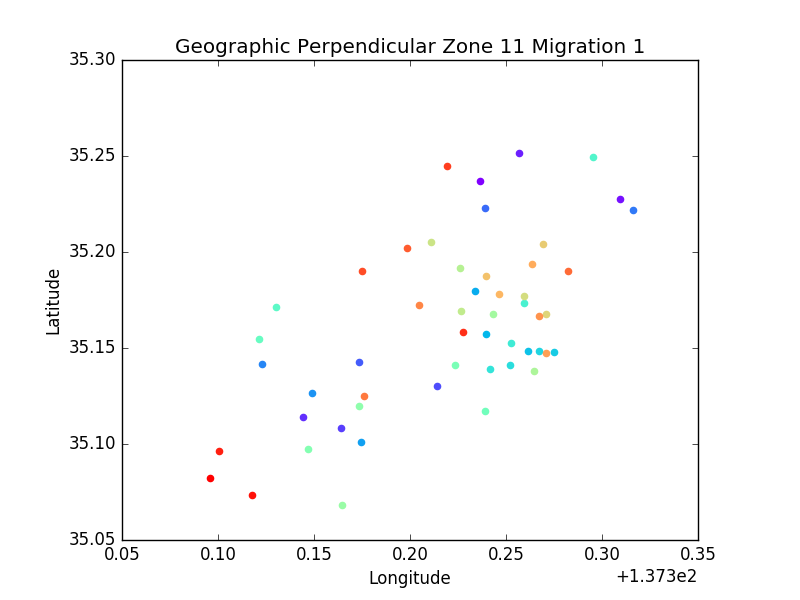 Geographic Perpendicular Zone 11 Migration 1
35.30
35.25
35.20
35.15
35.10
35.05
Latitude
0.05 0.10 0.15 0.20 0.25 0.30 0.35
Longitude
+1.373e2